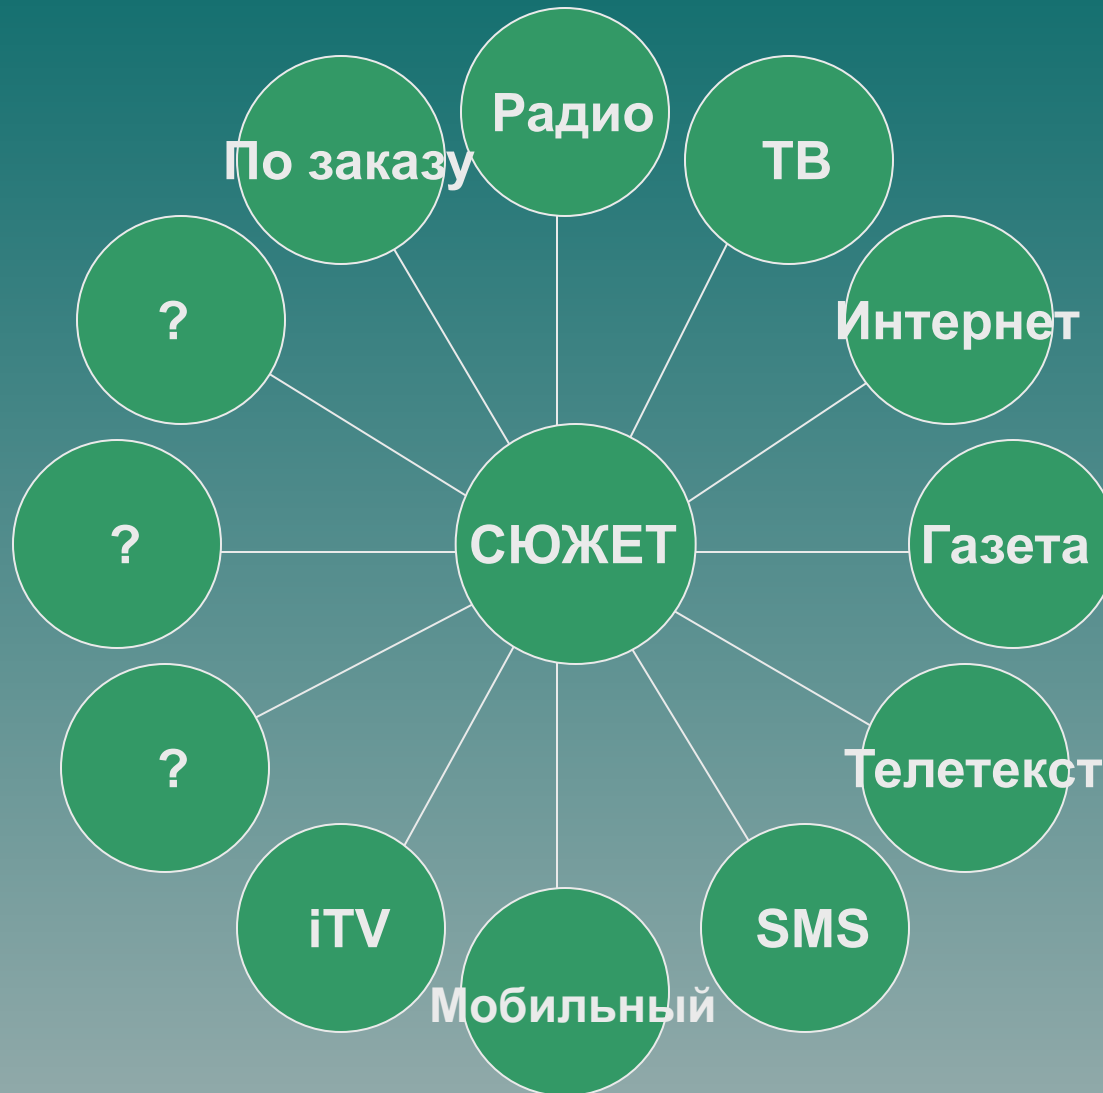 Радио
По заказу
ТВ
?
Интернет
?
СЮЖЕТ
Газета
?
Телетекст
iTV
SMS
Мобильный